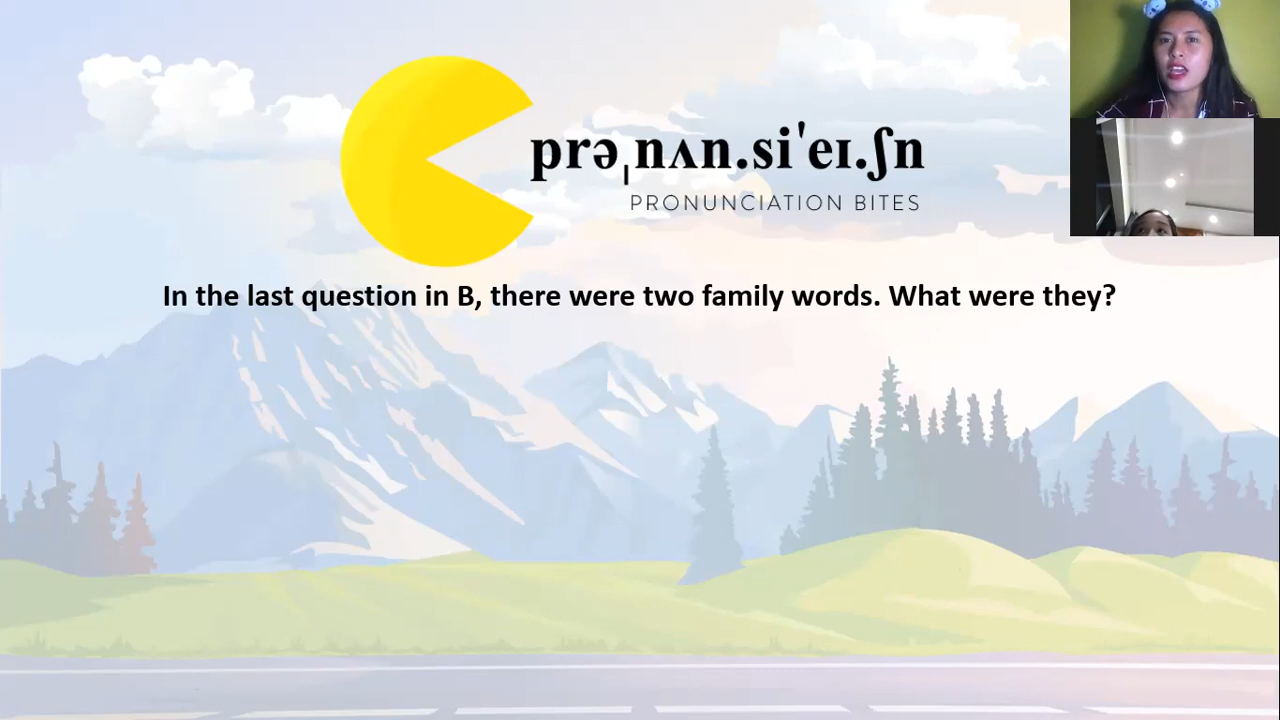 prəˌnʌn.siˈeɪ.ʃn
PRONUNCIATION BITES
In the last question in B, there were two family words. What were they?